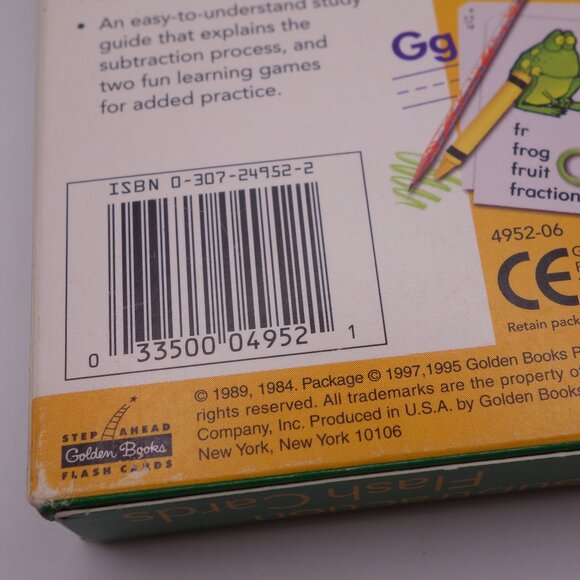 • An easy-to-understand study
guide that explains the
subtraction process, and
two fun learning games
for added practice.
Gg
fr
frog
fruit
fraction
ISBN 0-307-24952-2
0 33500 04952 1
4952-06
CE
Retain pack
© 1989, 1984. Package © 1997,1995 Golden Books P
rights reserved. All trademarks are the property of
Company, Inc. Produced in U.S.A. by Golden Books
New York, New York 10106
STEP AHEAD
Golden Books
FLASH CARDS
Subtraction
Flash Cards